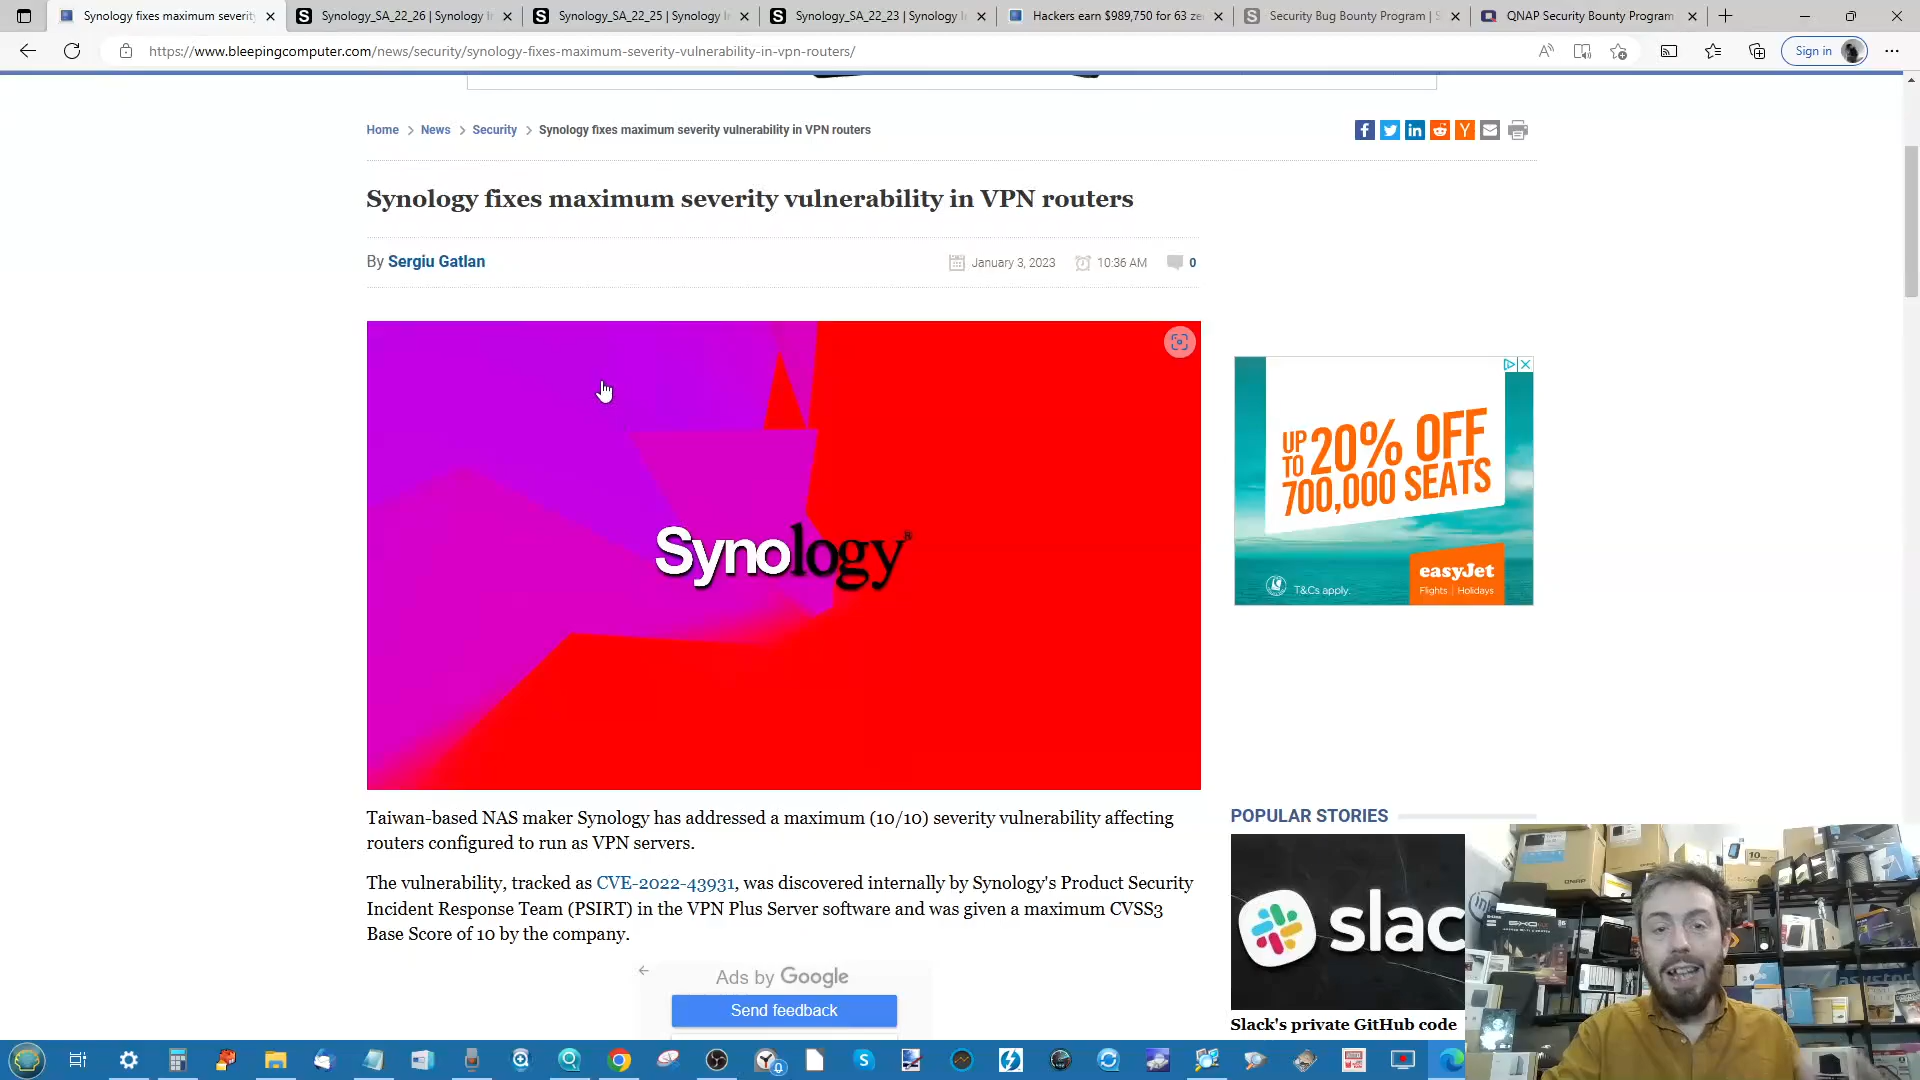 Synology fixes maximum severity
Synology_SA_22_26 | Synology I
Synology_SA_22_25 | Synology I
Synology_SA_22_23 | Synology I
Hackers earn $989,750 for 63 ze
Security Bug Bounty Program | S
QNAP Security Bounty Program
https://www.bleepingcomputer.com/news/security/synology-fixes-maximum-severity-vulnerability-in-vpn-routers/
Sign in
Home > News > Security > Synology fixes maximum severity vulnerability in VPN routers
Synology fixes maximum severity vulnerability in VPN routers
By Sergiu Gatlan
January 3, 2023
10:36 AM
0
Synology®
UP TO 20% OFF
700,000 SEATS
easyJet
Flights | Holidays
T&Cs apply.
Taiwan-based NAS maker Synology has addressed a maximum (10/10) severity vulnerability affecting
routers configured to run as VPN servers.
The vulnerability, tracked as CVE-2022-43931, was discovered internally by Synology's Product Security
Incident Response Team (PSIRT) in the VPN Plus Server software and was given a maximum CVSS3
Base Score of 10 by the company.
Ads by Google
Send feedback
POPULAR STORIES
slac
Slack's private GitHub code